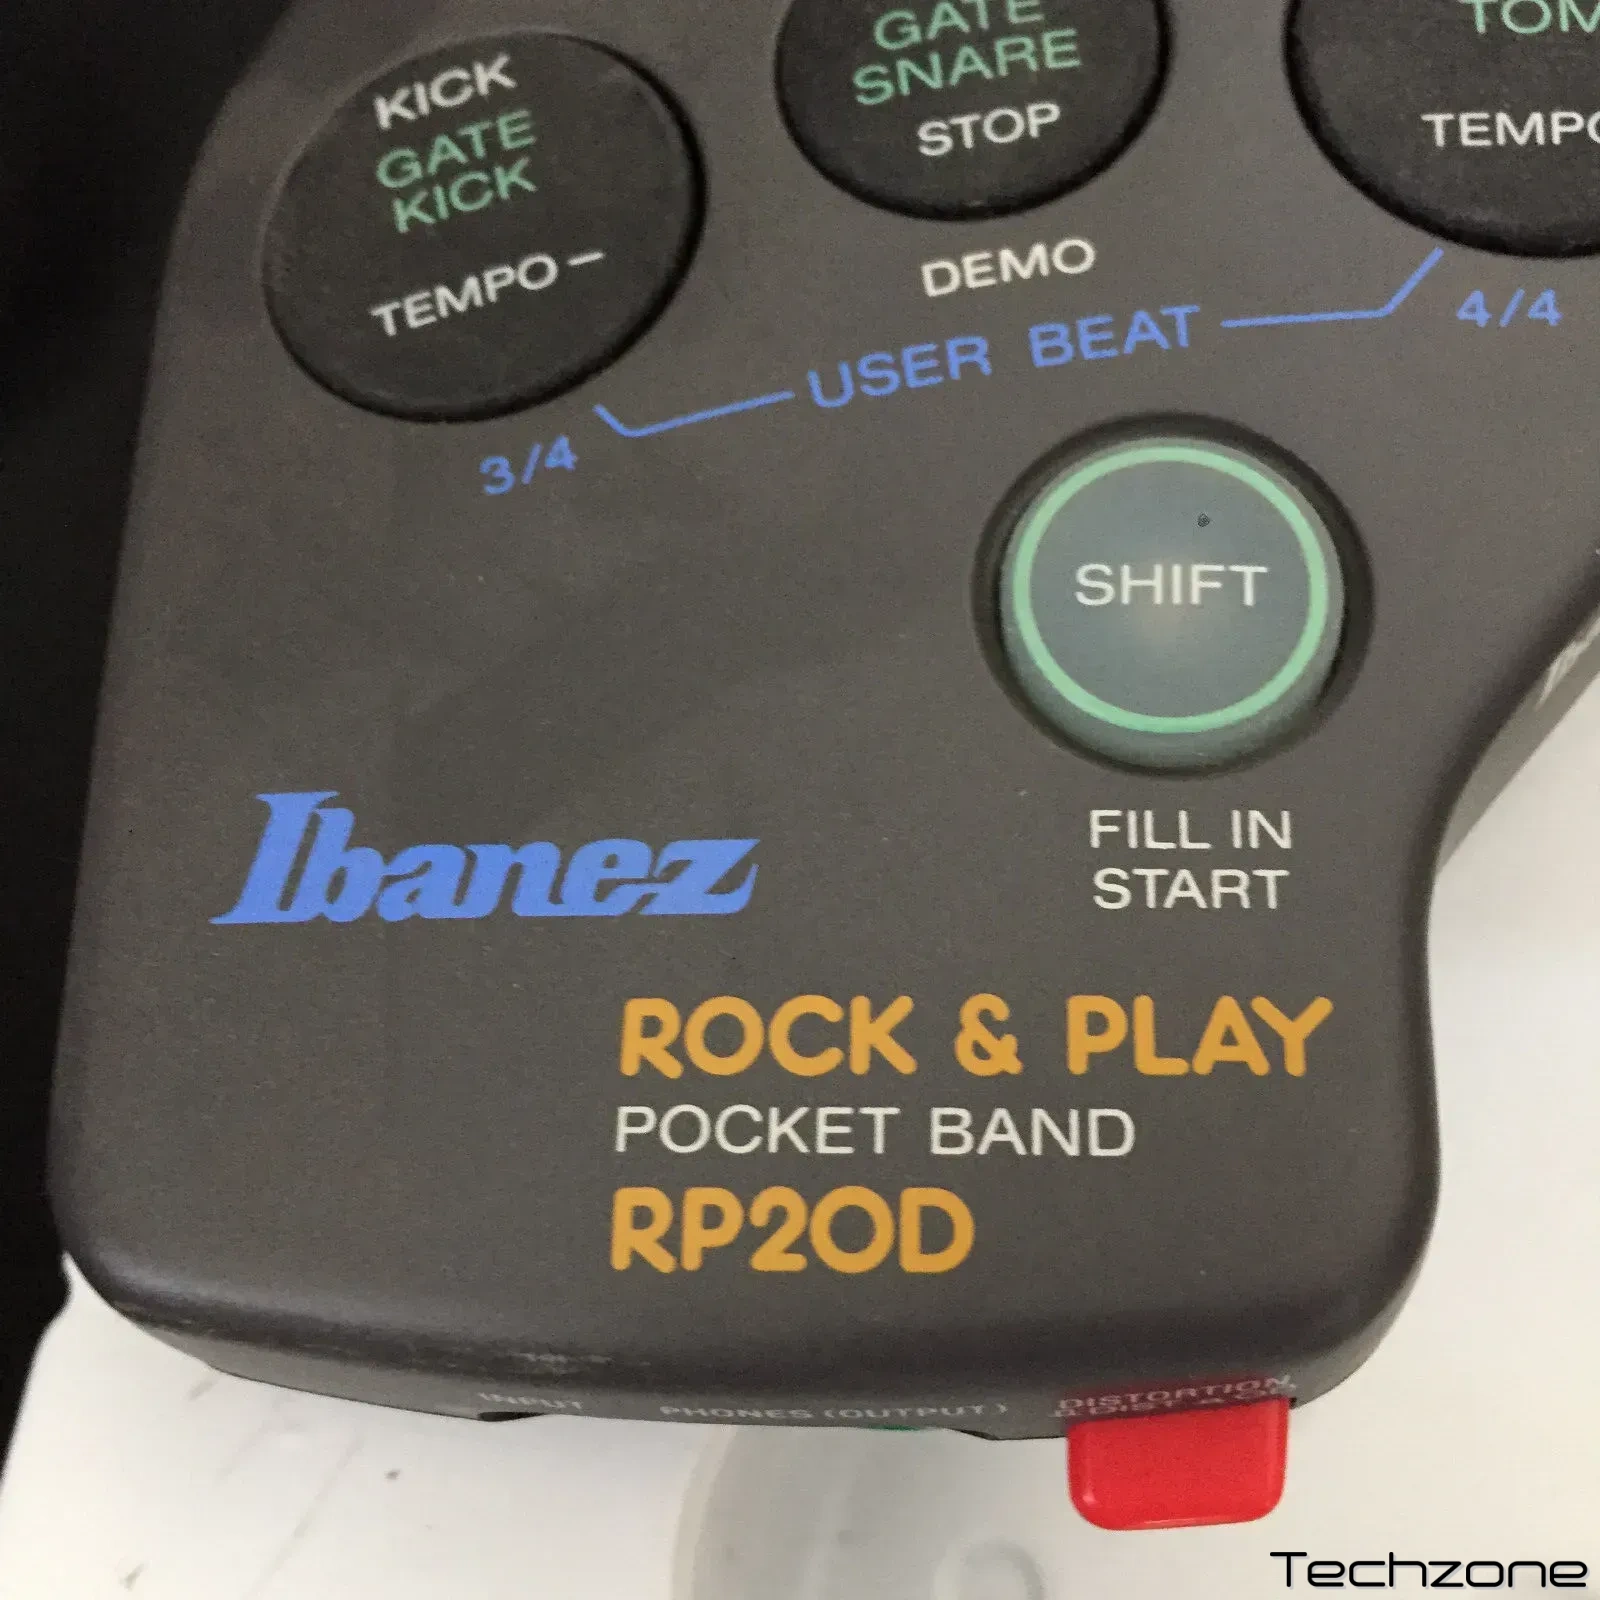 KICK
GATE
KICK
TEMPO –
GATE
SNARE
STOP
TOM
TEMPO
DEMO
3/4
USER BEAT
4/4
SHIFT
FILL IN
START
Ibanez
ROCK & PLAY
POCKET BAND
RP20D
INPUT
PHONES (OUTPUT)
DISTORTION
Techzone